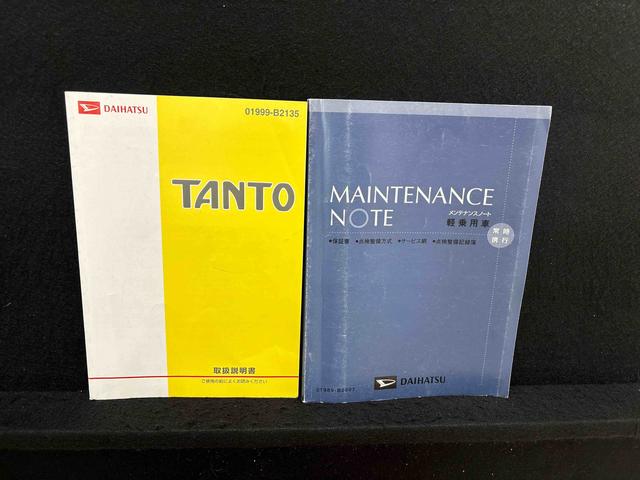 DAIHATSU
01999-B2135
TANTO
取扱説明書
ご使用の前によくお読みください
MAINTENANCE
NOTE
メンテナンスノート
軽乗用車
常時
携行
●保証書 ●点検整備方式 ●サービス網 ●点検整備記録簿
DAIHATSU